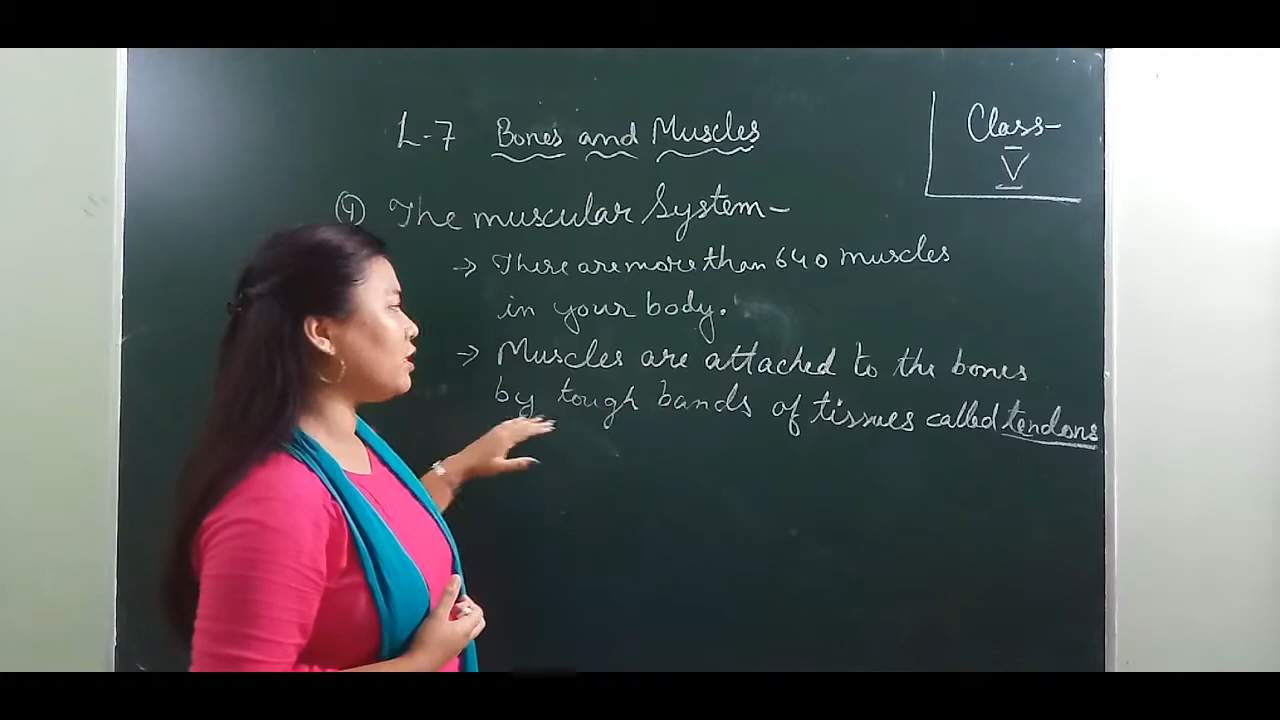 L-7 Bones and Muscles
Class-
V
(9) The muscular System-
→ There are more than 640 muscles
in your body.
→ Muscles are attached to the bones
by tough bands of tissues called tendons